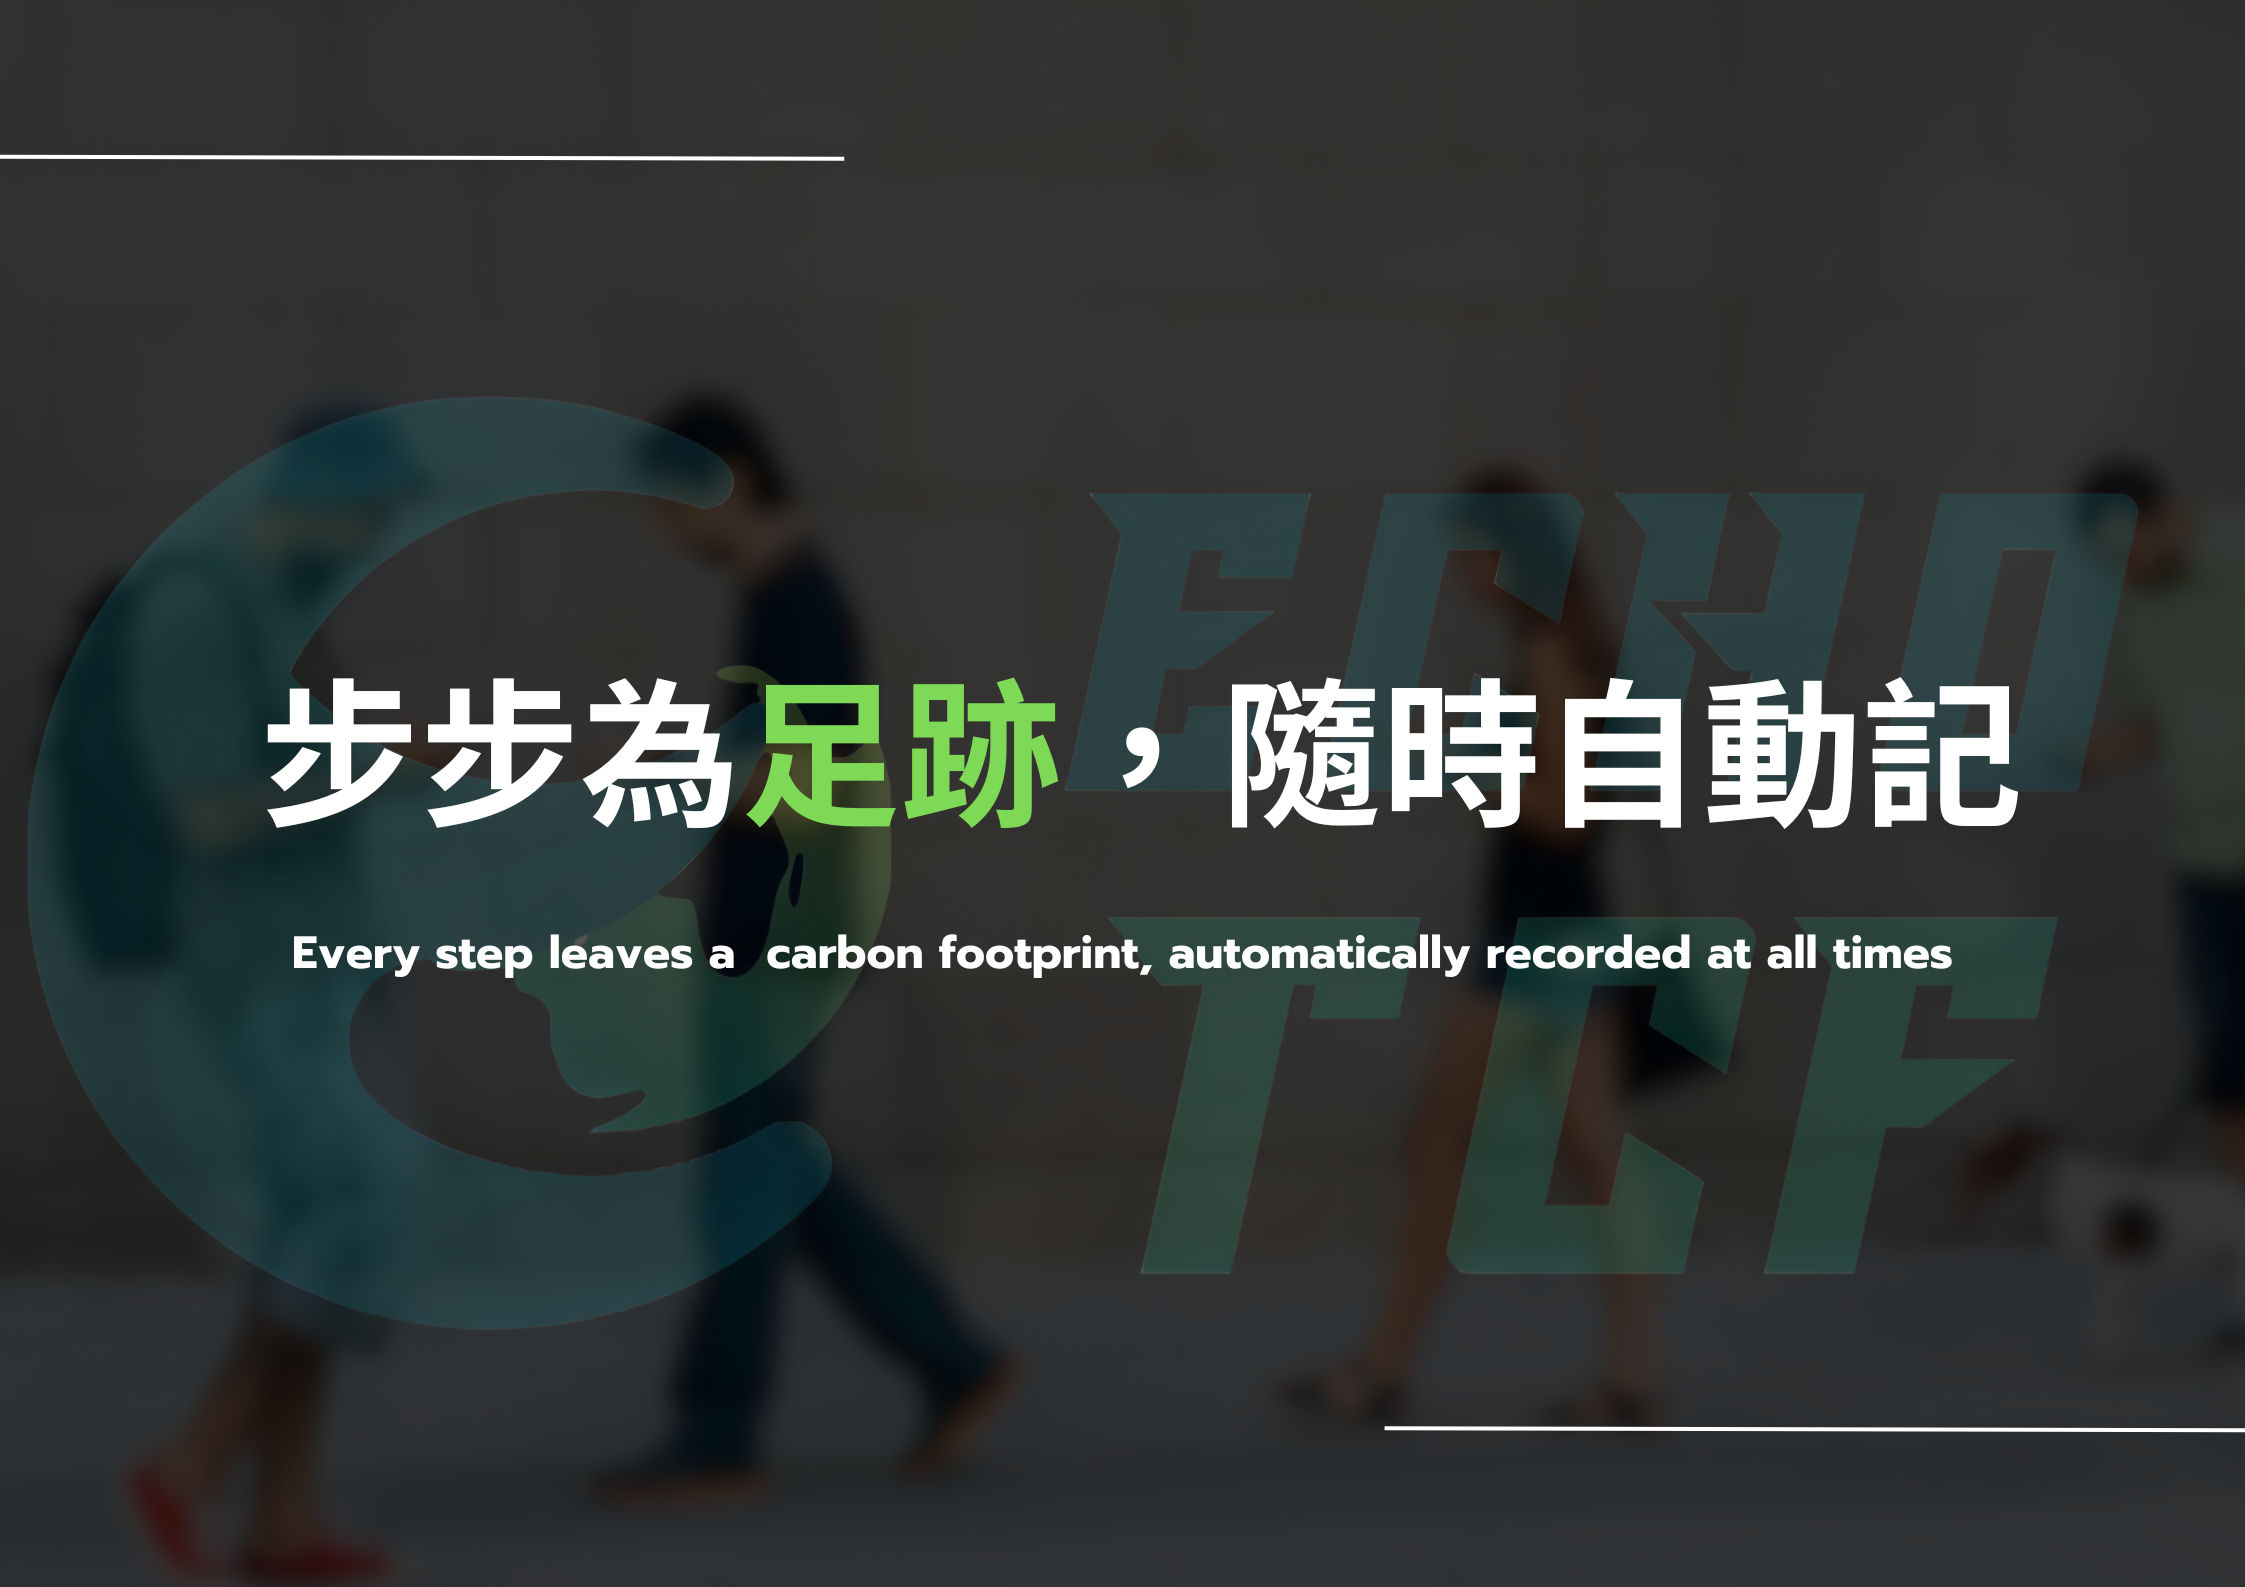 ECHO
步步為足跡，隨時自動記
TCF
Every step leaves a  carbon footprint, automatically recorded at all times